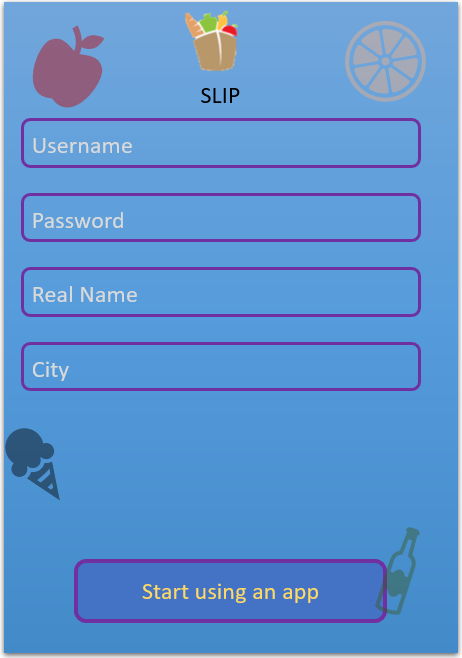 SLIP
Username
Password
Real Name
City
Start using an app